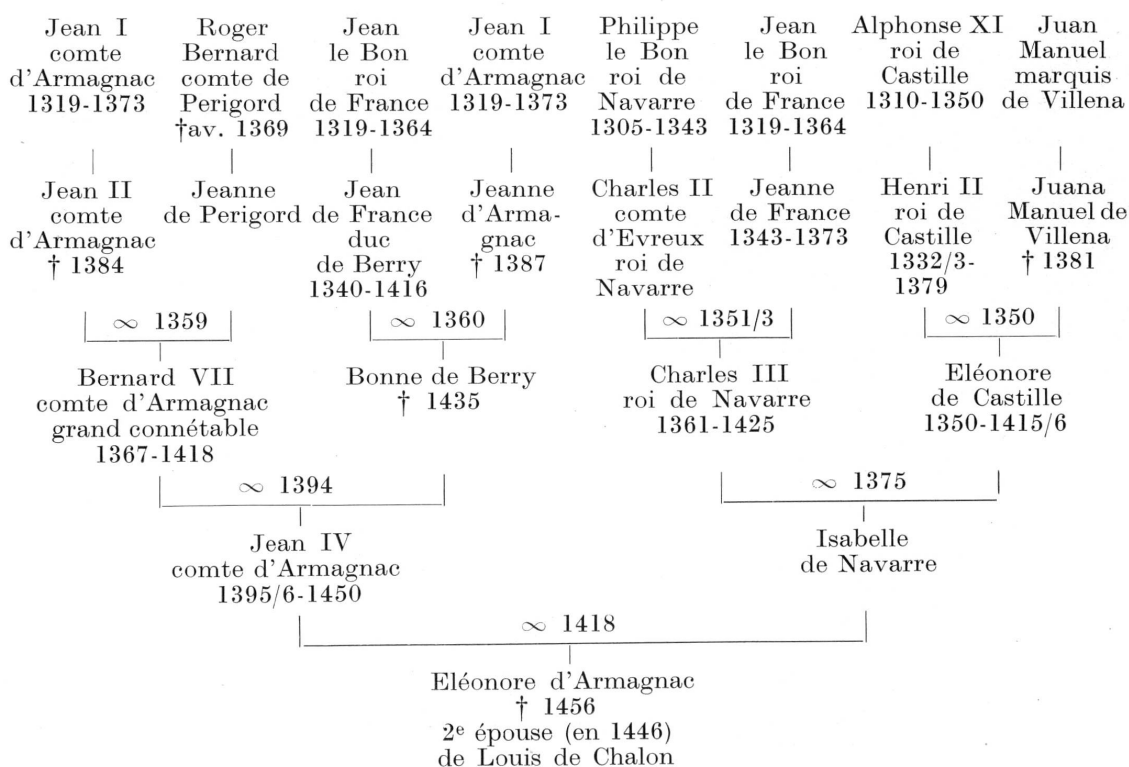 Jean I
comte
d'Armagnac
1319-1373
Roger
Bernard
comte de
Perigord
†av. 1369
Jean
le Bon
roi
de France
1319-1364
Jean I
comte
d'Armagnac
1319-1373
Philippe
le Bon
roi de
Navarre
1305-1343
Jean
le Bon
roi
de France
1319-1364
Alphonse XI
roi de
Castille
1310-1350
Juan
Manuel
marquis
de Villena
Jean II
comte
d'Armagnac
† 1384
Jeanne
de Perigord
Jean
de France
duc
de Berry
1340-1416
Jeanne
d'Arma-
gnac
† 1387
Charles II
comte
d'Evreux
roi de
Navarre
Jeanne
de France
1343-1373
Henri II
roi de
Castille
1332/3-
1379
Juana
Manuel de
Villena
† 1381
∞ 1359
∞ 1360
∞ 1351/3
∞ 1350
Bernard VII
comte d'Armagnac
grand connétable
1367-1418
Bonne de Berry
† 1435
Charles III
roi de Navarre
1361-1425
Eléonore
de Castille
1350-1415/6
∞ 1394
∞ 1375
Jean IV
comte d'Armagnac
1395/6-1450
Isabelle
de Navarre
∞ 1418
Eléonore d'Armagnac
† 1456
2e épouse (en 1446)
de Louis de Chalon